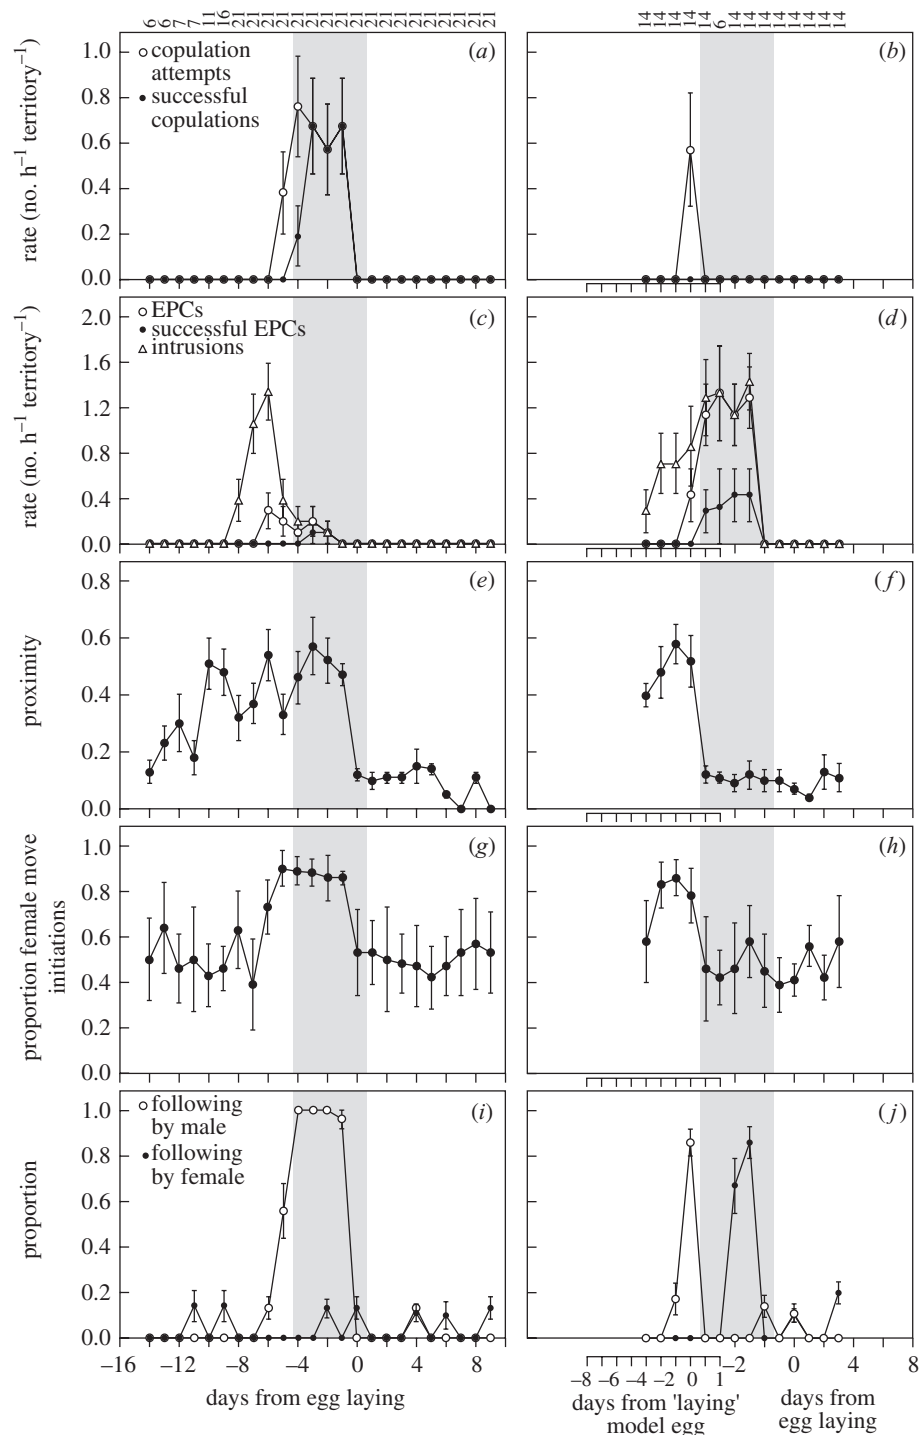 6 6 7 7 11 16 21 21 21 21 21 21 21 21 21 21 21 21 21 21 21 21 21 21
14 14 14 14 14 6 14 14 14 14 14 14 14 14
rate (no. h⁻¹ territory⁻¹)
1.0
0.8
0.6
0.4
0.2
0.0
copulation
attempts
successful
copulations
(a)
(b)
rate (no. h⁻¹ territory⁻¹)
2.0
1.6
1.2
0.8
0.4
0.0
EPCs
successful EPCs
intrusions
(c)
(d)
proximity
0.8
0.6
0.4
0.2
0.0
(e)
(f)
proportion female move
initiations
1.0
0.8
0.6
0.4
0.2
0.0
(g)
(h)
proportion
1.0
0.8
0.6
0.4
0.2
0.0
following
by male
following
by female
(i)
(j)
−16 −12 −8 −4 0 4 8
days from egg laying
−8 −6 −4 −2 0 1
days from 'laying'
model egg
−2 0 4 8
days from
egg laying